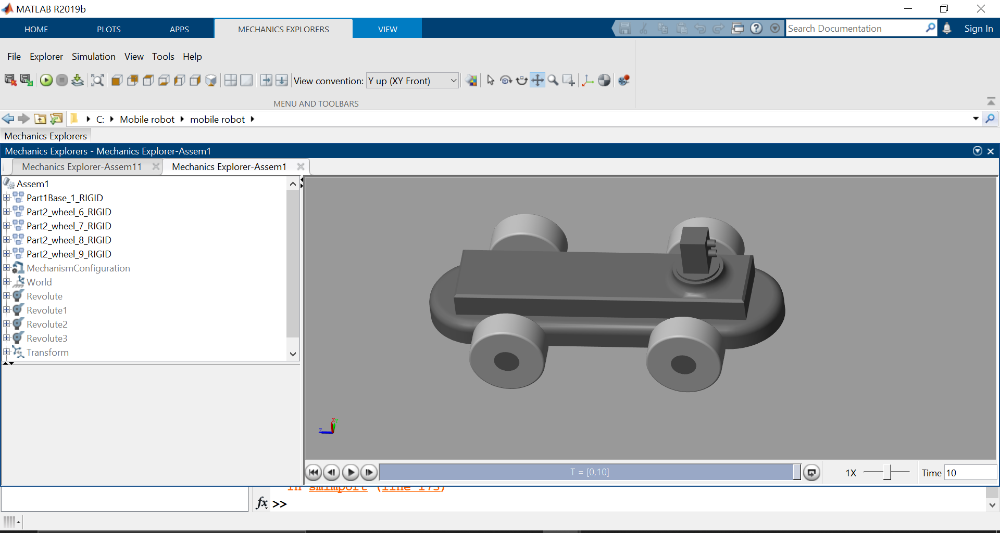 MATLAB R2019b
HOME PLOTS APPS MECHANICS EXPLORERS VIEW Search Documentation Sign In
File Explorer Simulation View Tools Help
View convention: Y up (XY Front)
MENU AND TOOLBARS
C: Mobile robot mobile robot
Mechanics Explorers
Mechanics Explorers - Mechanics Explorer-Assem1
Mechanics Explorer-Assem11 Mechanics Explorer-Assem1
Assem1
Part1Base_1_RIGID
Part2_wheel_6_RIGID
Part2_wheel_7_RIGID
Part2_wheel_8_RIGID
Part2_wheel_9_RIGID
MechanismConfiguration
World
Revolute
Revolute1
Revolute2
Revolute3
Transform
X Y
Z
T = [0,10] 1X Time 10
In smimport (line 173)
fx >>